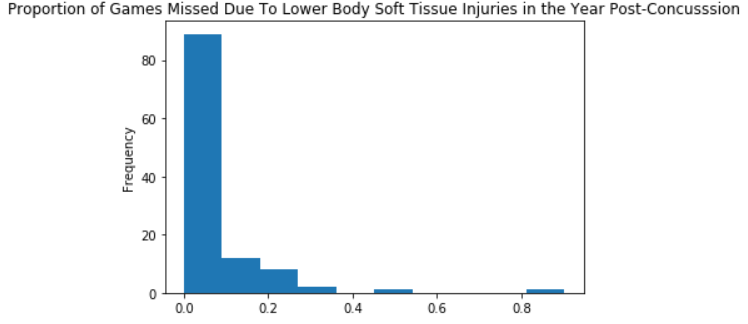 Proportion of Games Missed Due To Lower Body Soft Tissue Injuries in the Year Post-Concusssion
80
60
40
20
0
Frequency
0.0 0.2 0.4 0.6 0.8